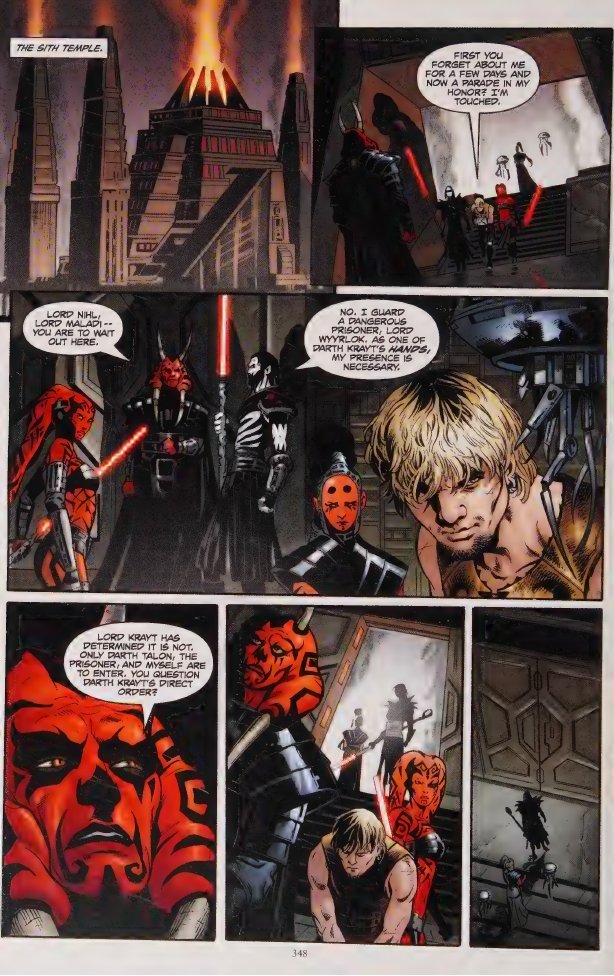 THE SITH TEMPLE.
FIRST YOU
FORGET ABOUT ME
FOR A FEW DAYS AND
NOW A PARADE IN MY
HONOR? I'M
TOUCHED.
LORD NIHL,
LORD MALADI--
YOU ARE TO WAIT
OUT HERE.
NO. I GUARD
A DANGEROUS
PRISONER, LORD
WYYRLOK. AS ONE OF
DARTH KRAYT'S HANDS,
MY PRESENCE IS
NECESSARY.
LORD KRAYT HAS
DETERMINED IT IS NOT.
ONLY DARTH TALON, THE
PRISONER, AND MYSELF ARE
TO ENTER. YOU QUESTION
DARTH KRAYT'S DIRECT
ORDER?
348